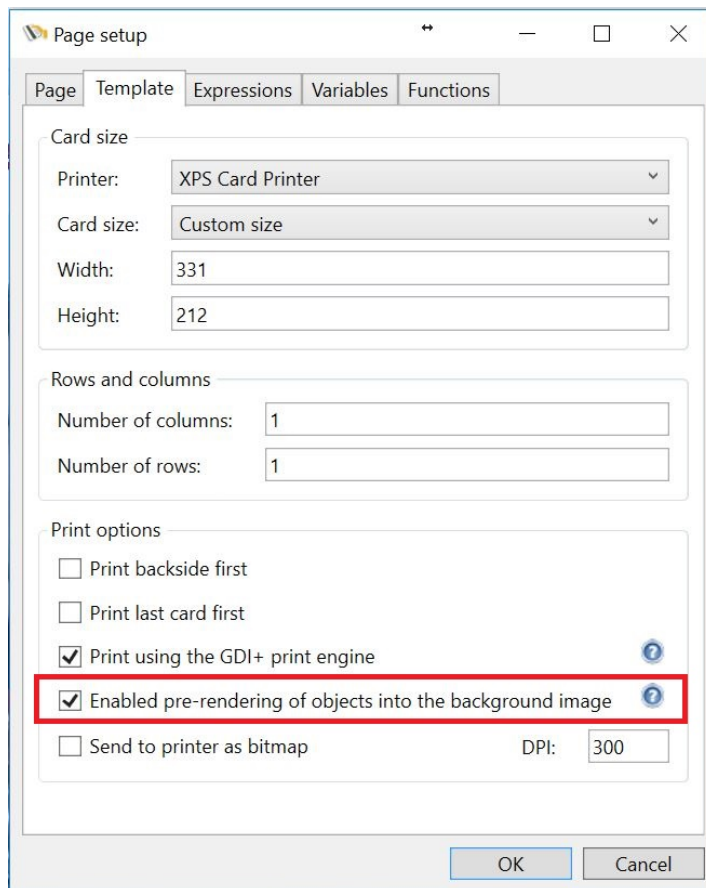 Page setup
Page Template Expressions Variables Functions
Card size
Printer: XPS Card Printer
Card size: Custom size
Width: 331
Height: 212
Rows and columns
Number of columns: 1
Number of rows: 1
Print options
Print backside first
Print last card first
Print using the GDI+ print engine ?
Enabled pre-rendering of objects into the background image ?
Send to printer as bitmap DPI: 300
OK Cancel